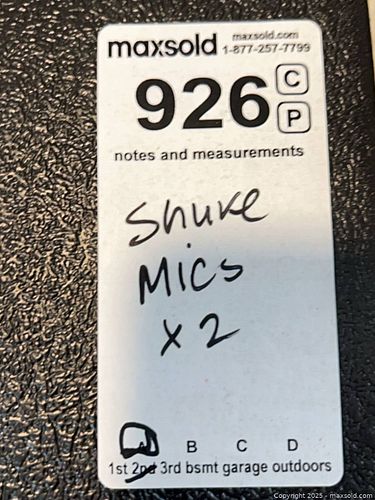 maxsold maxsold.com
1-877-257-7799
926 C
P
notes and measurements
Shure
Mics
x 2
A B C D
1st 2nd 3rd bsmt garage outdoors
Copyright 2025 - maxsold.com